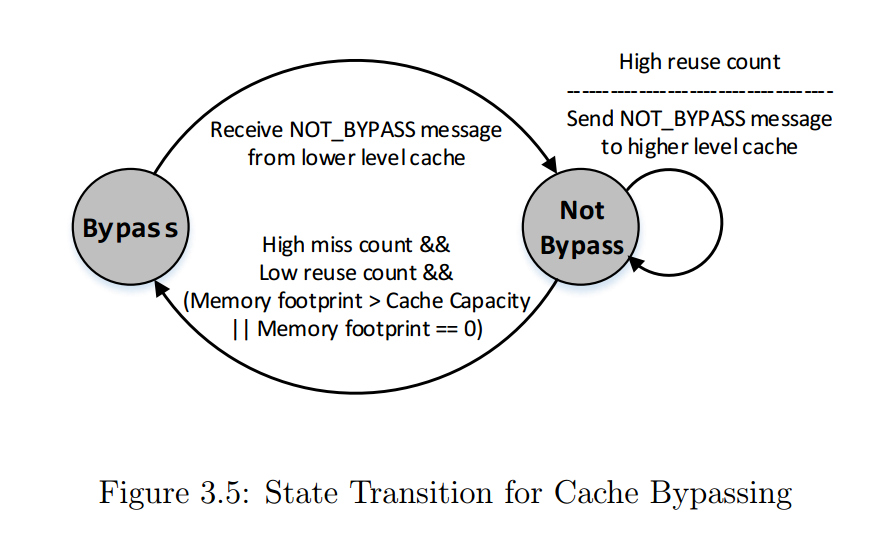 High reuse count
Send NOT_BYPASS message
to higher level cache
Receive NOT_BYPASS message
from lower level cache
Bypass
Not
Bypass
High miss count &&
Low reuse count &&
(Memory footprint > Cache Capacity
|| Memory footprint == 0)
Figure 3.5: State Transition for Cache Bypassing